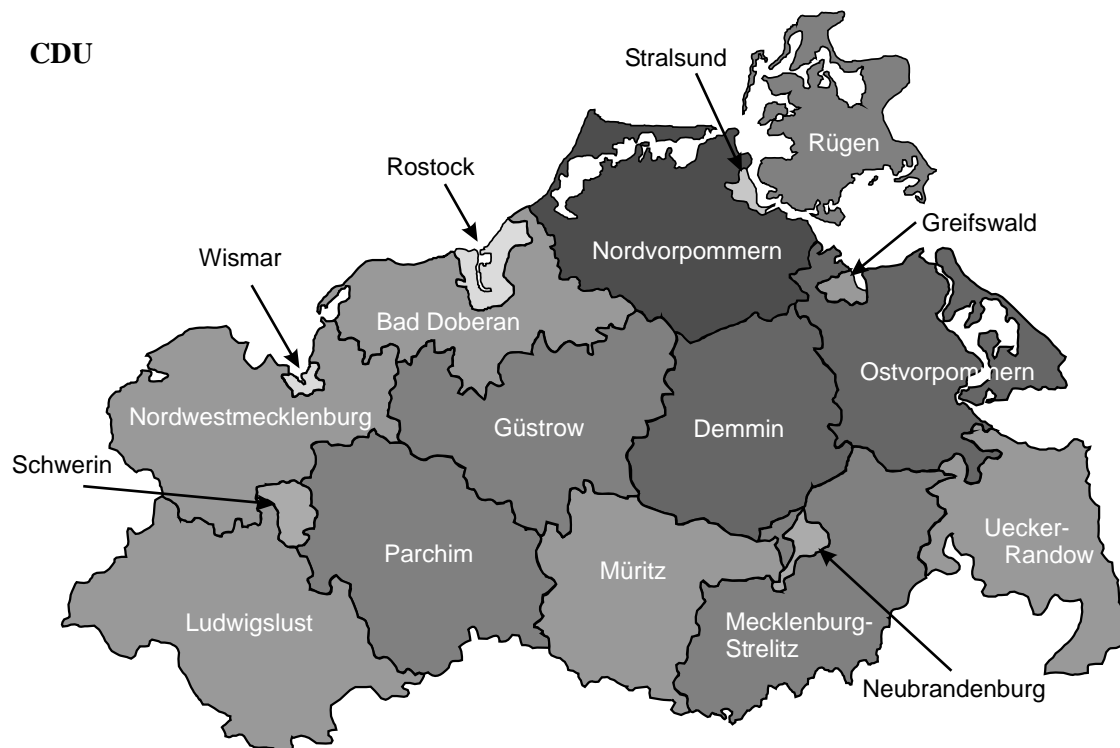 CDU
Stralsund
Rügen
Rostock
Greifswald
Nordvorpommern
Wismar
Bad Doberan
Ostvorpommern
Nordwestmecklenburg
Güstrow
Demmin
Schwerin
Uecker-
Randow
Parchim
Müritz
Ludwigslust
Mecklenburg-
Strelitz
Neubrandenburg